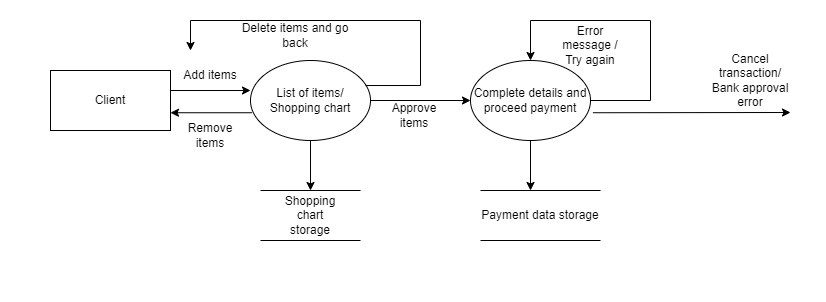 Delete items and go
back
Error
message /
Try again
Add items
Cancel
transaction/
Bank approval
error
Client
List of items/
Shopping chart
Complete details and
proceed payment
Approve
items
Remove
items
Shopping
chart
storage
Payment data storage